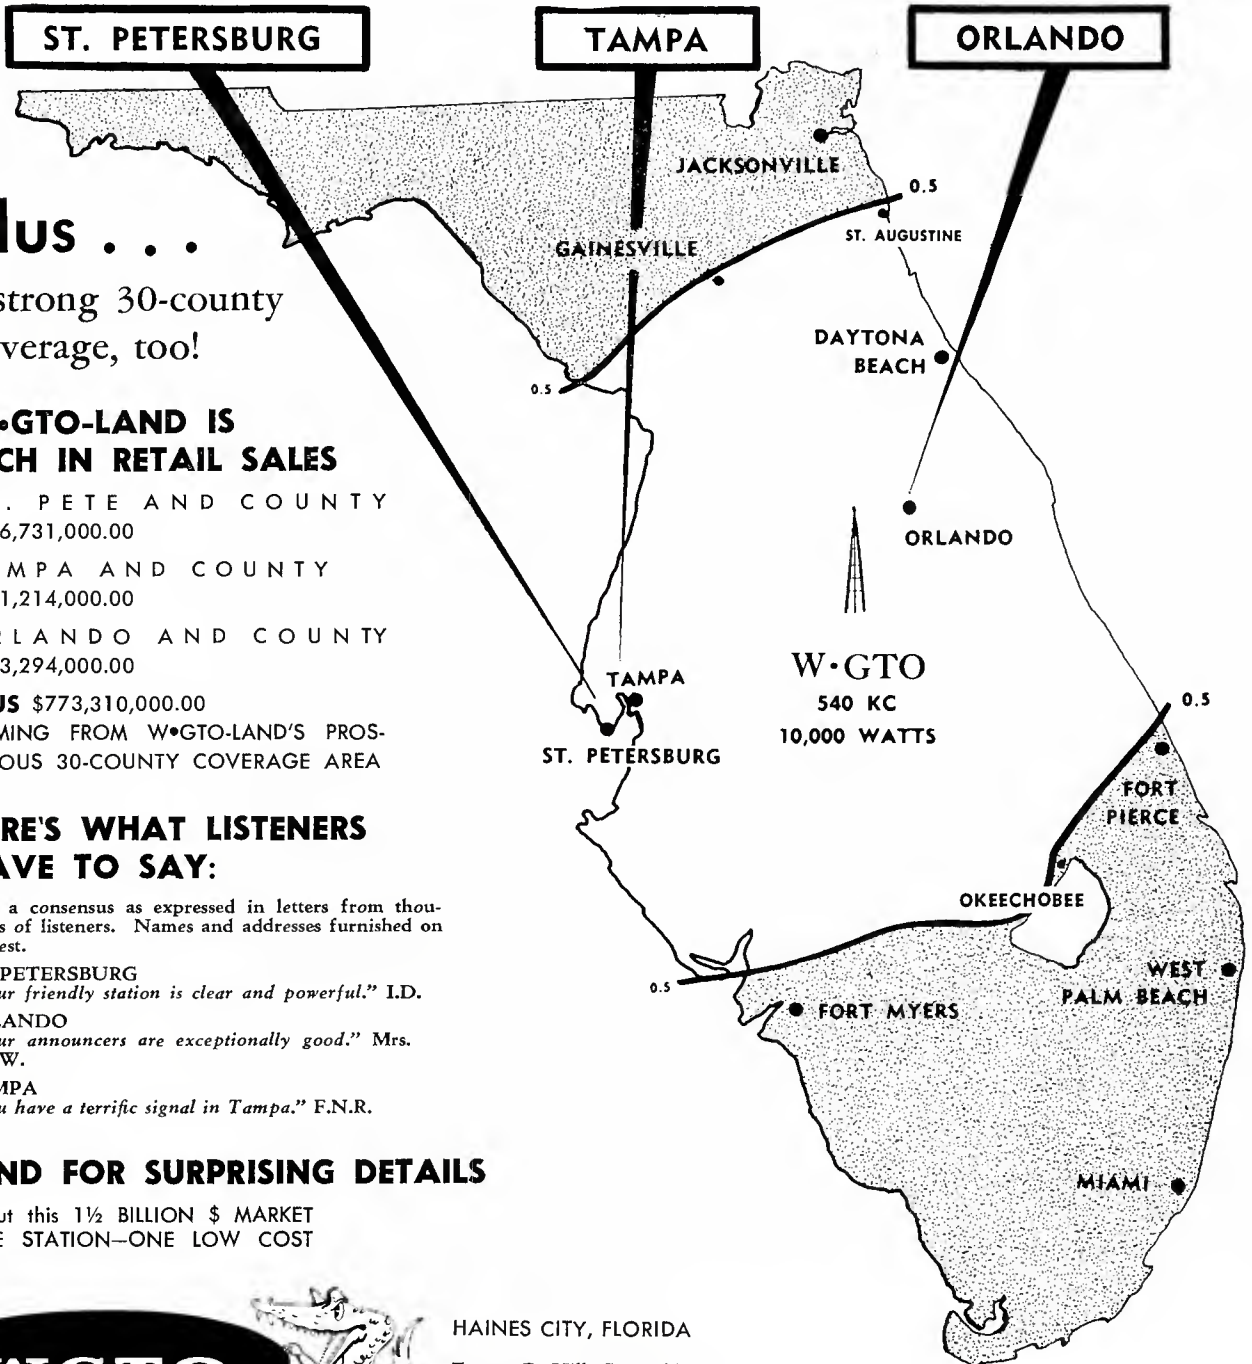 ST. PETERSBURG
TAMPA
ORLANDO
JACKSONVILLE
0.5
ST. AUGUSTINE
GAINESVILLE
lus . . .
strong 30-county
verage, too!
DAYTONA
BEACH
0.5
•GTO-LAND IS
CH IN RETAIL SALES
. PETE AND COUNTY
6,731,000.00
MPA AND COUNTY
1,214,000.00
RLANDO AND COUNTY
3,294,000.00
US $773,310,000.00
MING FROM W•GTO-LAND'S PROS-
OUS 30-COUNTY COVERAGE AREA
ORLANDO
W•GTO
540 KC
10,000 WATTS
TAMPA
ST. PETERSBURG
0.5
FORT
PIERCE
OKEECHOBEE
WEST
PALM BEACH
0.5
FORT MYERS
MIAMI
RE'S WHAT LISTENERS
AVE TO SAY:
a consensus as expressed in letters from thou-
s of listeners. Names and addresses furnished on
est.
PETERSBURG
ur friendly station is clear and powerful." I.D.
ANDO
ur announcers are exceptionally good." Mrs.
W.
MPA
u have a terrific signal in Tampa." F.N.R.
ND FOR SURPRISING DETAILS
ut this 1½ BILLION $ MARKET
E STATION—ONE LOW COST
HAINES CITY, FLORIDA